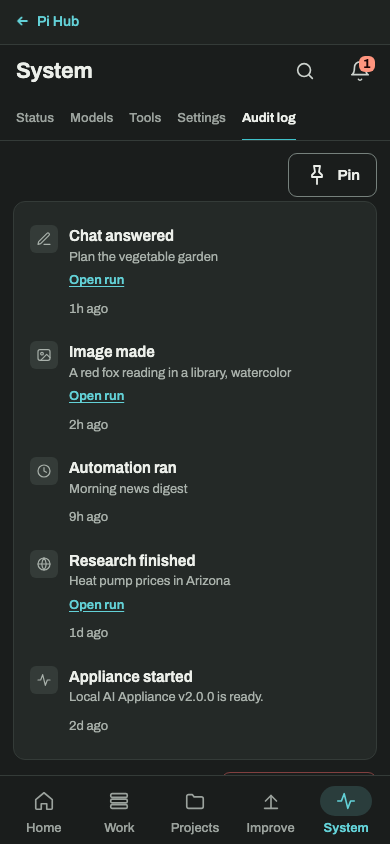 Pi Hub
System
1
Status Models Tools Settings Audit log
Pin
Chat answered
Plan the vegetable garden
Open run
1h ago
Image made
A red fox reading in a library, watercolor
Open run
2h ago
Automation ran
Morning news digest
9h ago
Research finished
Heat pump prices in Arizona
Open run
1d ago
Appliance started
Local AI Appliance v2.0.0 is ready.
2d ago
Home Work Projects Improve System